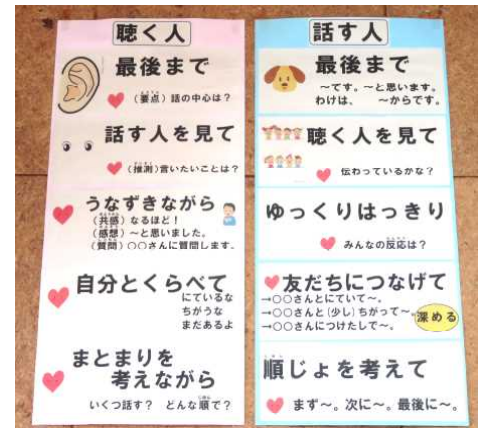 聴く人
最後まで
（要点）話の中心は？
話す人を見て
（推測）言いたいことは？
うなずきながら
（共感）なるほど！
（感想）～と思いました。
（質問）○○さんに質問します。
自分とくらべて
にているな
ちがうな
まだあるよ
まとまりを
考えながら
いくつ話す？　どんな順で？
話す人
最後まで
～てす。～と思います。
わけは、　～からです。
聴く人を見て
伝わっているかな？
ゆっくりはっきり
みんなの反応は？
友だちにつなげて
→○○さんとにていて～。
→○○さんと(少し)ちがって～。
→○○さんにつけたしで～。
深める
順じょを考えて
まず～。次に～。最後に～。